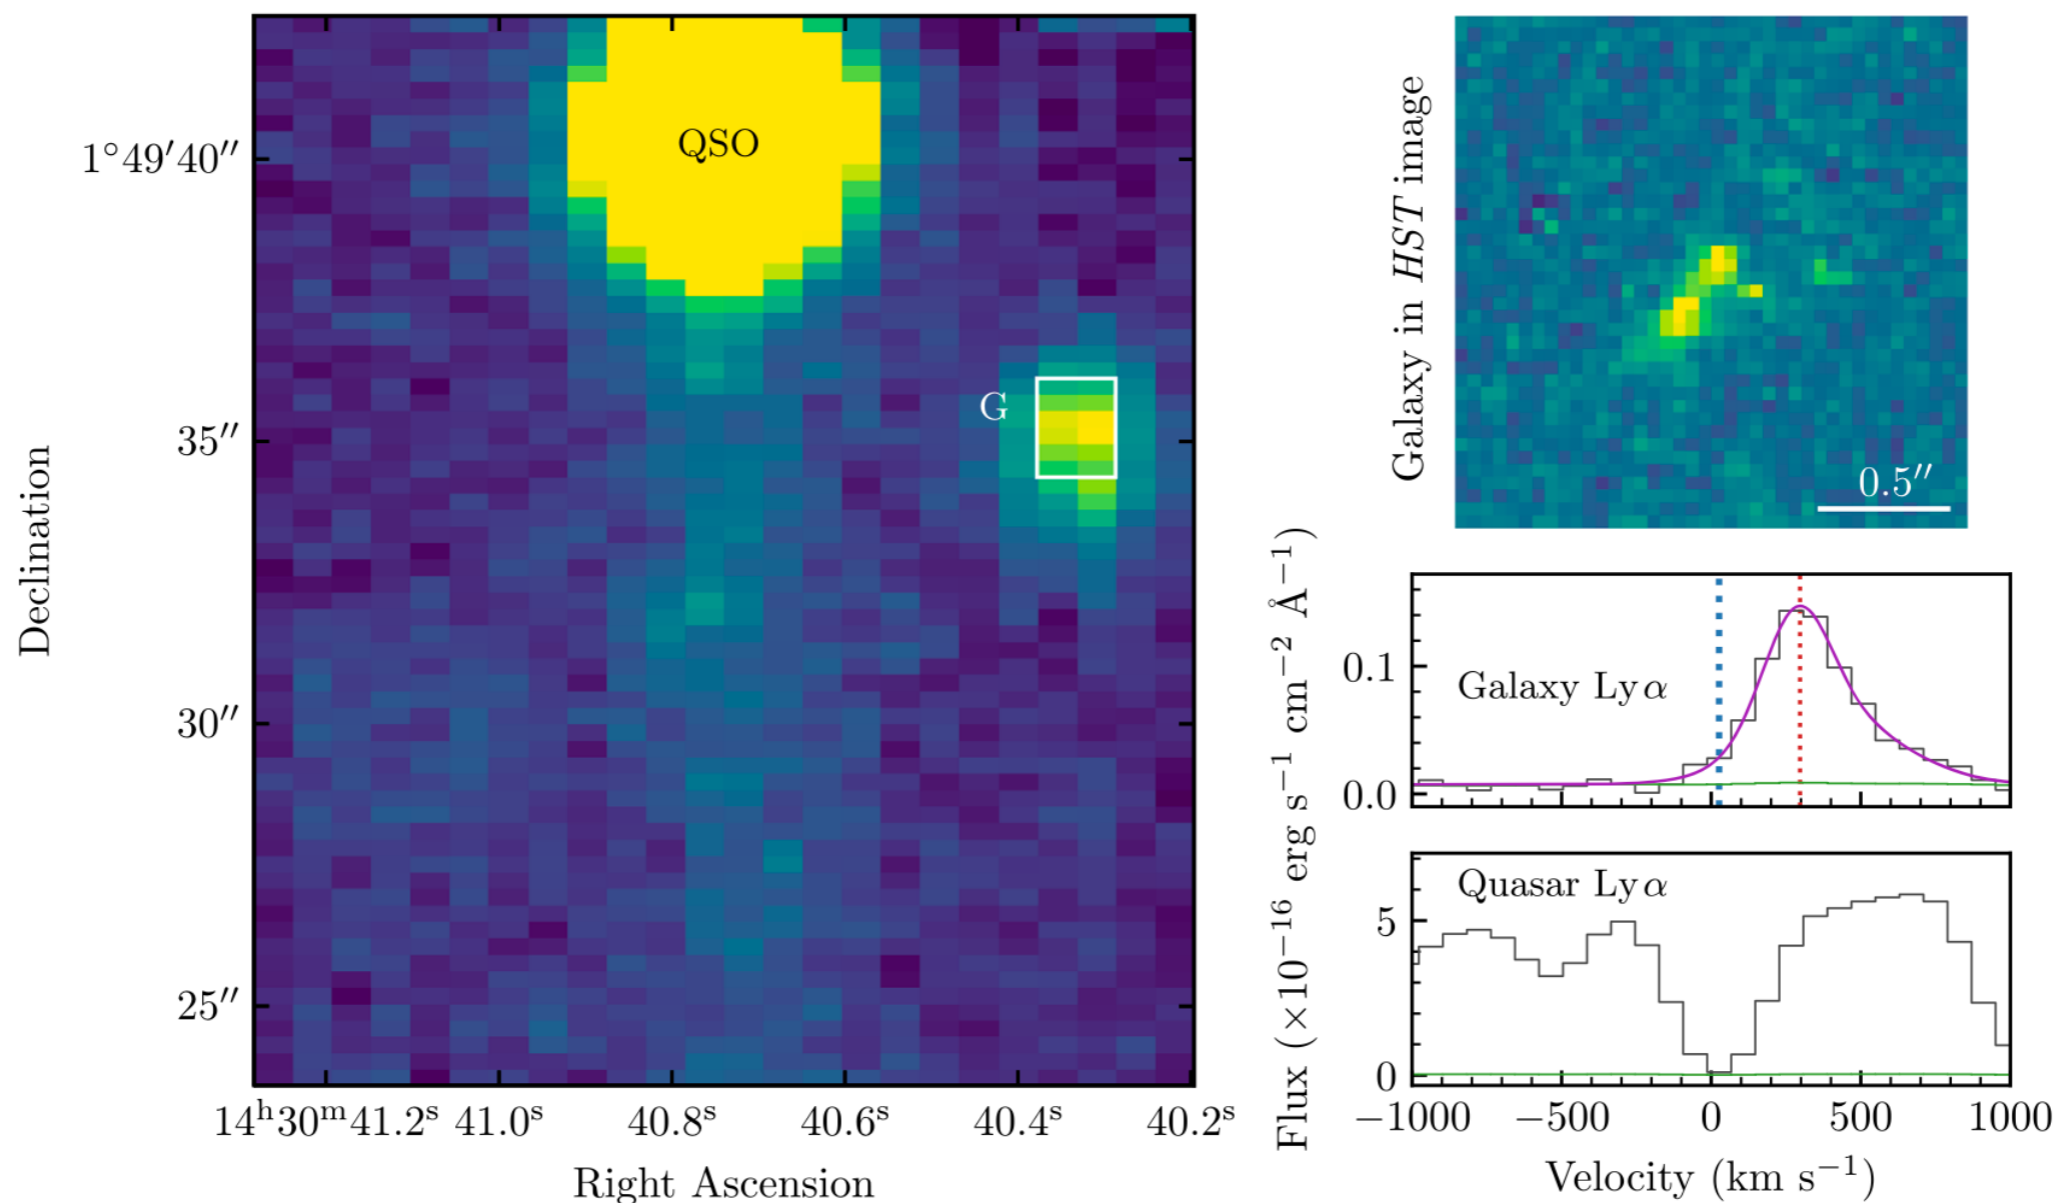 Declination
1°49′40″
35″
30″
25″
QSO
G
14ʰ30ᵐ41.2ˢ 41.0ˢ 40.8ˢ 40.6ˢ 40.4ˢ 40.2ˢ
Right Ascension
Galaxy in HST image
0.5″
Flux (×10⁻¹⁶ erg s⁻¹ cm⁻² Å⁻¹)
0.1
0.0
Galaxy Ly α
5
0
Quasar Ly α
−1000 −500 0 500 1000
Velocity (km s⁻¹)